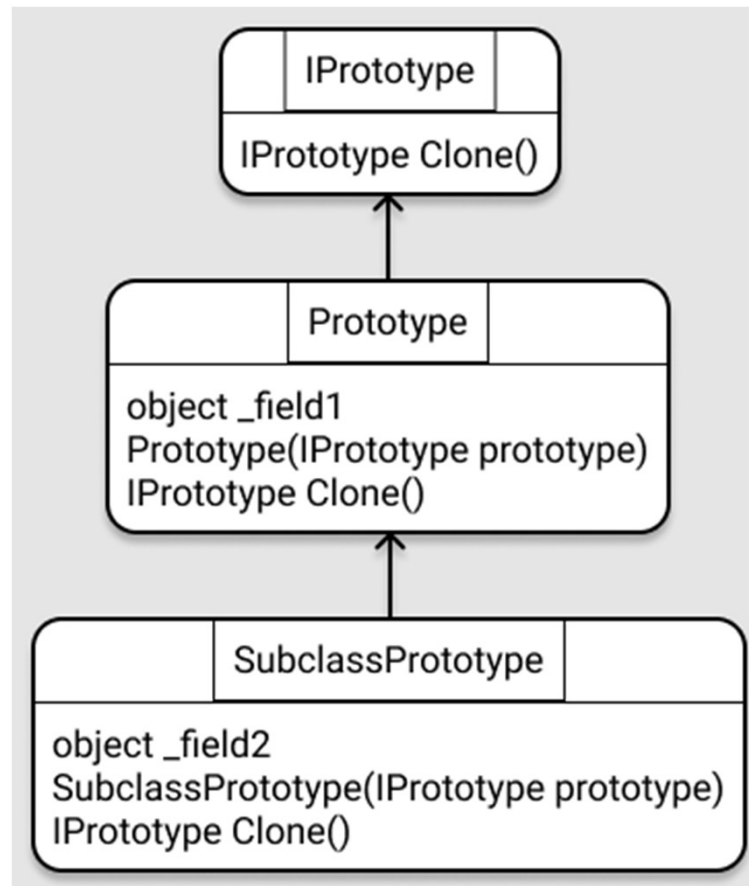 IPrototype
IPrototype Clone()
Prototype
object _field1
Prototype(IPrototype prototype)
IPrototype Clone()
SubclassPrototype
object _field2
SubclassPrototype(IPrototype prototype)
IPrototype Clone()